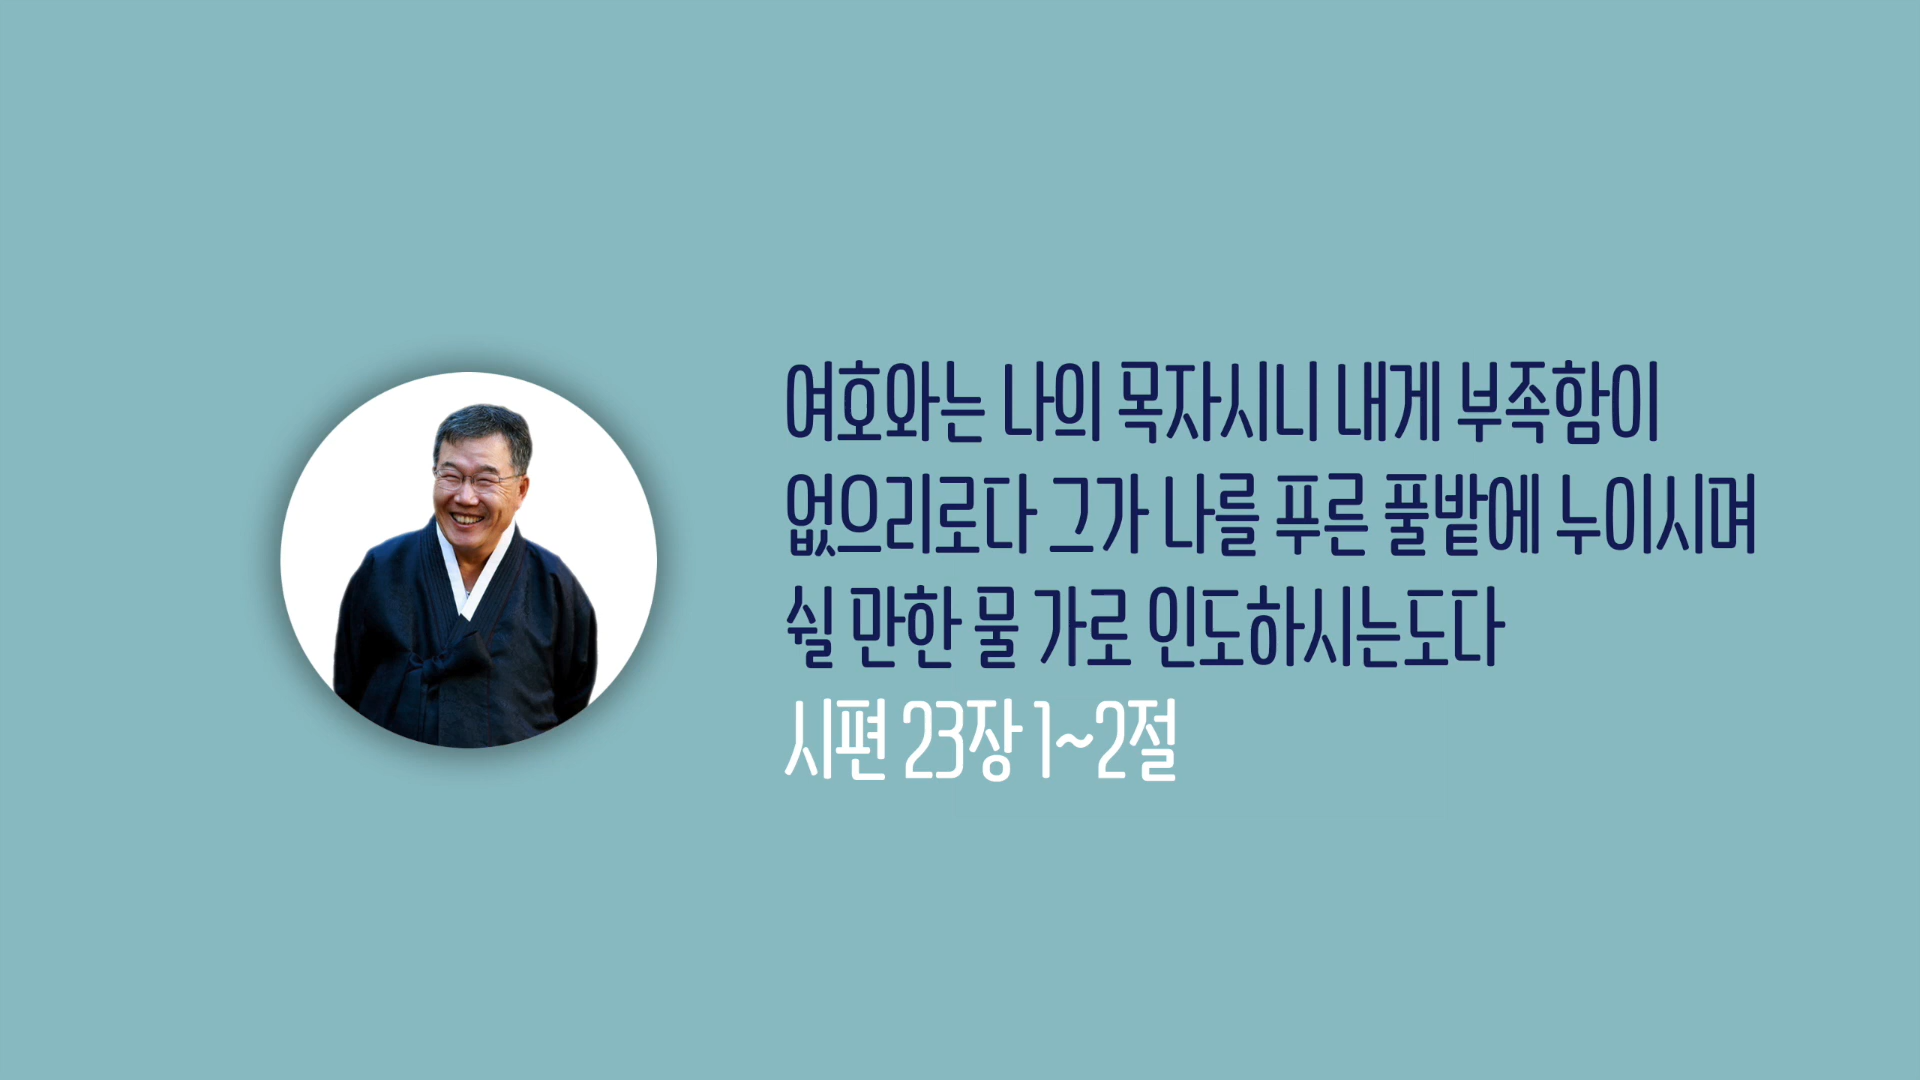 여호와는 나의 목자시니 내게 부족함이
없으리로다 그가 나를 푸른 풀밭에 누이시며
쉴 만한 물 가로 인도하시는도다
시편 23장 1~2절